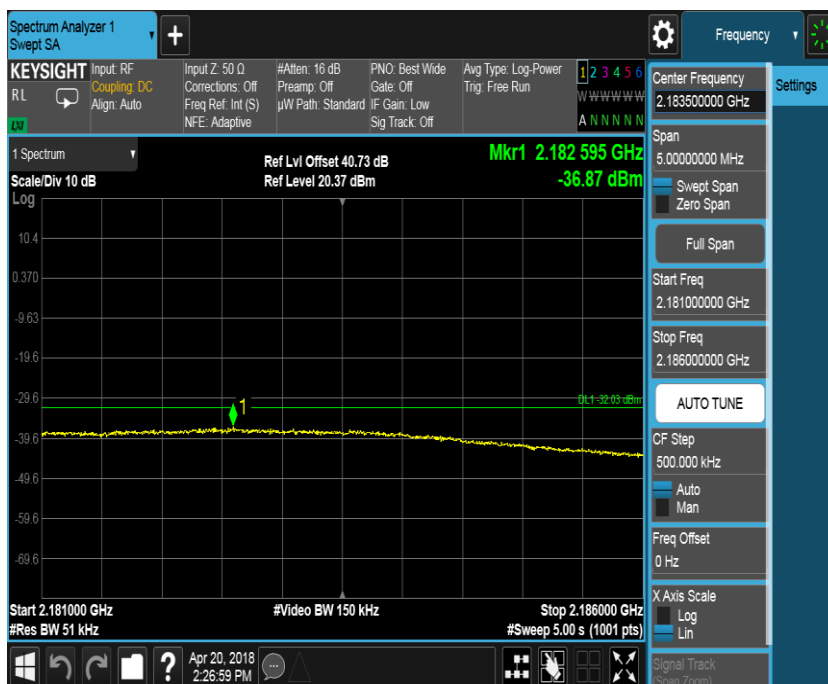 Spectrum Analyzer 1
Swept SA
+
Frequency
KEYSIGHT
RL
LXI
Input: RF
Coupling: DC
Align: Auto
Input Z: 50 Ω
Corrections: Off
Freq Ref: Int (S)
NFE: Adaptive
#Atten: 16 dB
Preamp: Off
µW Path: Standard
PNO: Best Wide
Gate: Off
IF Gain: Low
Sig Track: Off
Avg Type: Log-Power
Trig: Free Run
1 2 3 4 5 6
W W W W W W
A N N N N N
1 Spectrum
Scale/Div 10 dB
Ref Lvl Offset 40.73 dB
Ref Level 20.37 dBm
Mkr1 2.182 595 GHz
-36.87 dBm
Log
10.4
0.370
-9.63
-19.6
-29.6
-39.6
-49.6
-59.6
-69.6
1
DL1 -32.03 dBm
Start 2.181000 GHz
#Res BW 51 kHz
#Video BW 150 kHz
Stop 2.186000 GHz
#Sweep 5.00 s (1001 pts)
?
Apr 20, 2018
2:26:59 PM
Center Frequency
2.183500000 GHz
Span
5.00000000 MHz
Swept Span
Zero Span
Full Span
Start Freq
2.181000000 GHz
Stop Freq
2.186000000 GHz
AUTO TUNE
CF Step
500.000 kHz
Auto
Man
Freq Offset
0 Hz
X Axis Scale
Log
Lin
Signal Track
(Span Zoom)
Settings